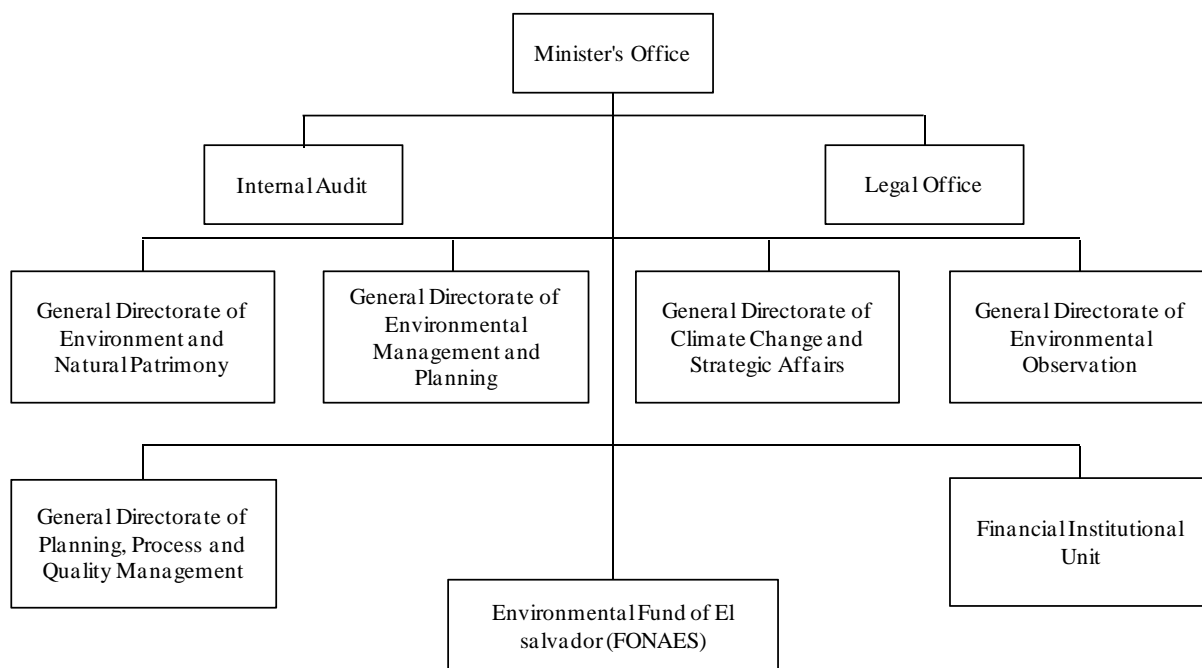 Minister's Office
Internal Audit
Legal Office
General Directorate of
Environment and
Natural Patrimony
General Directorate of
Environmental
Management and
Planning
General Directorate of
Climate Change and
Strategic Affairs
General Directorate of
Environmental
Observation
General Directorate of
Planning, Process and
Quality Management
Financial Institutional
Unit
Environmental Fund of El
salvador (FONAES)